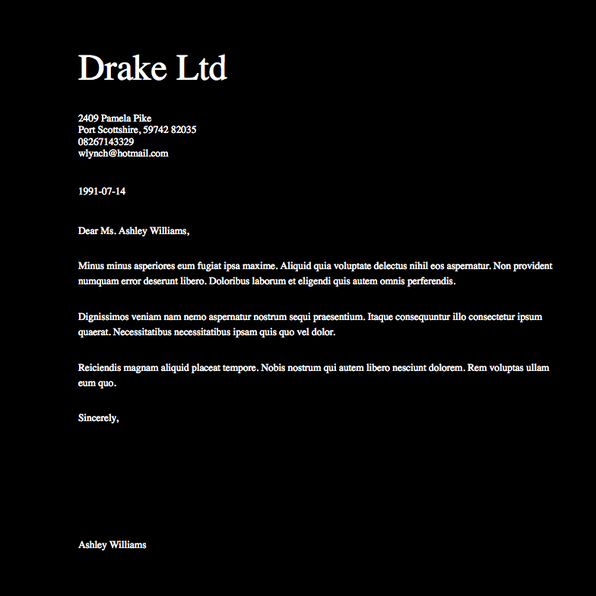 Drake Ltd
2409 Pamela Pike
Port Scottshire, 59742 82035
08267143329
wlynch@hotmail.com
1991-07-14
Dear Ms. Ashley Williams,
Minus minus asperiores eum fugiat ipsa maxime. Aliquid quia voluptate delectus nihil eos aspernatur. Non provident
numquam error deserunt libero. Doloribus laborum et eligendi quis autem omnis perferendis.
Dignissimos veniam nam nemo aspernatur nostrum sequi praesentium. Itaque consequuntur illo consectetur ipsum
quaerat. Necessitatibus necessitatibus ipsam quis quo vel dolor.
Reiciendis magnam aliquid placeat tempore. Nobis nostrum qui autem libero nesciunt dolorem. Rem voluptas ullam
eum quo.
Sincerely,
Ashley Williams